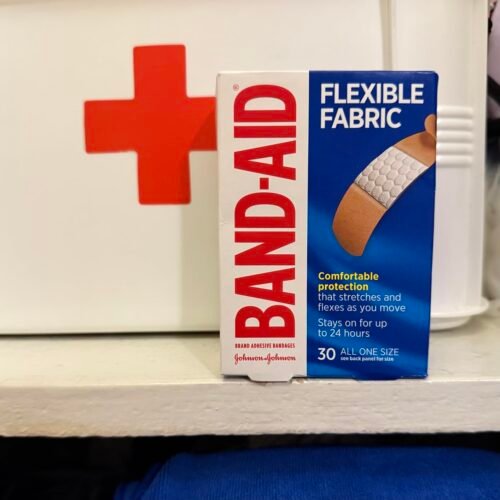 BAND-AID®
BRAND ADHESIVE BANDAGES
Johnson & Johnson
FLEXIBLE
FABRIC
Comfortable
protection
that stretches and
flexes as you move
Stays on for up
to 24 hours
30 ALL ONE SIZE
see back panel for size